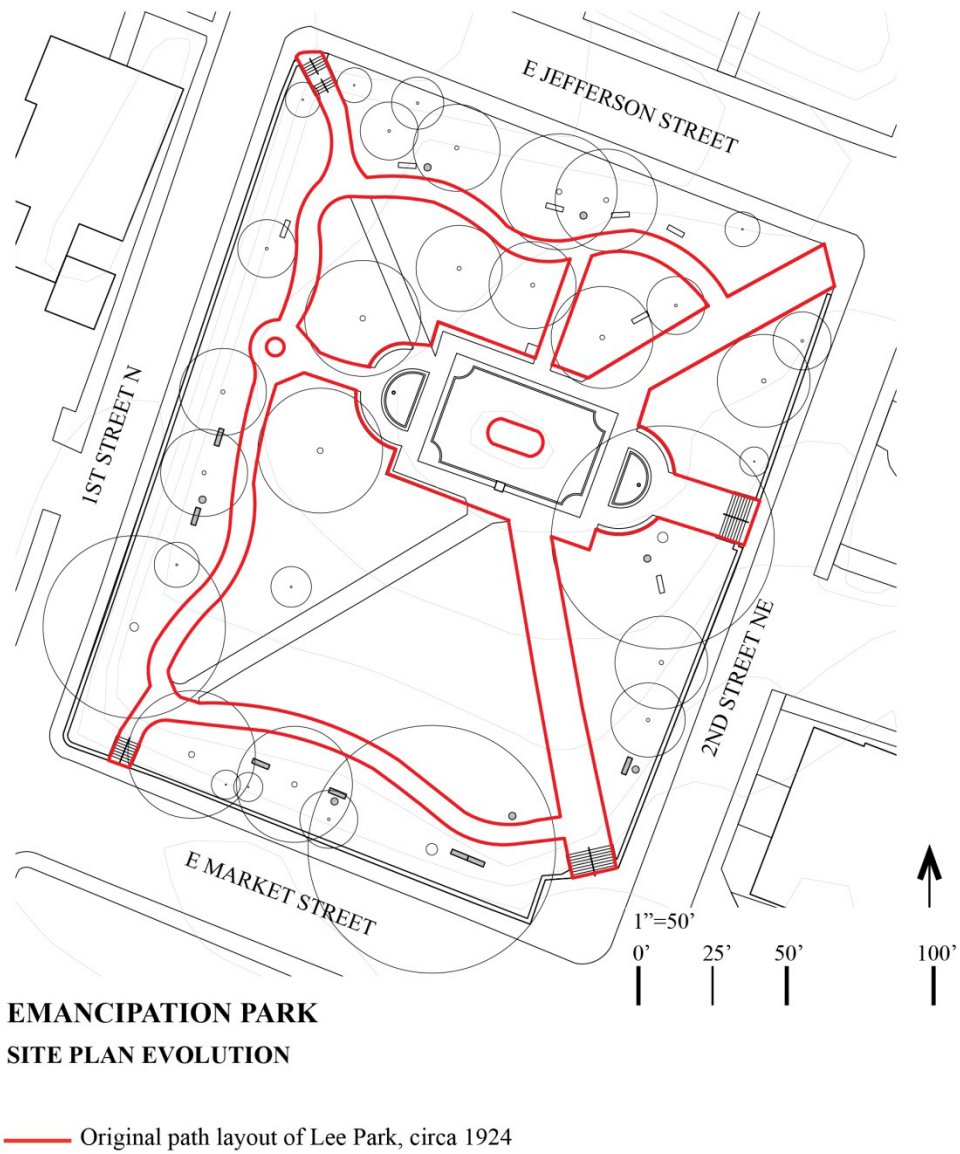 E JEFFERSON STREET
1ST STREET N
2ND STREET NE
E MARKET STREET
1”=50’
0’ 25’ 50’ 100’
EMANCIPATION PARK
SITE PLAN EVOLUTION
Original path layout of Lee Park, circa 1924